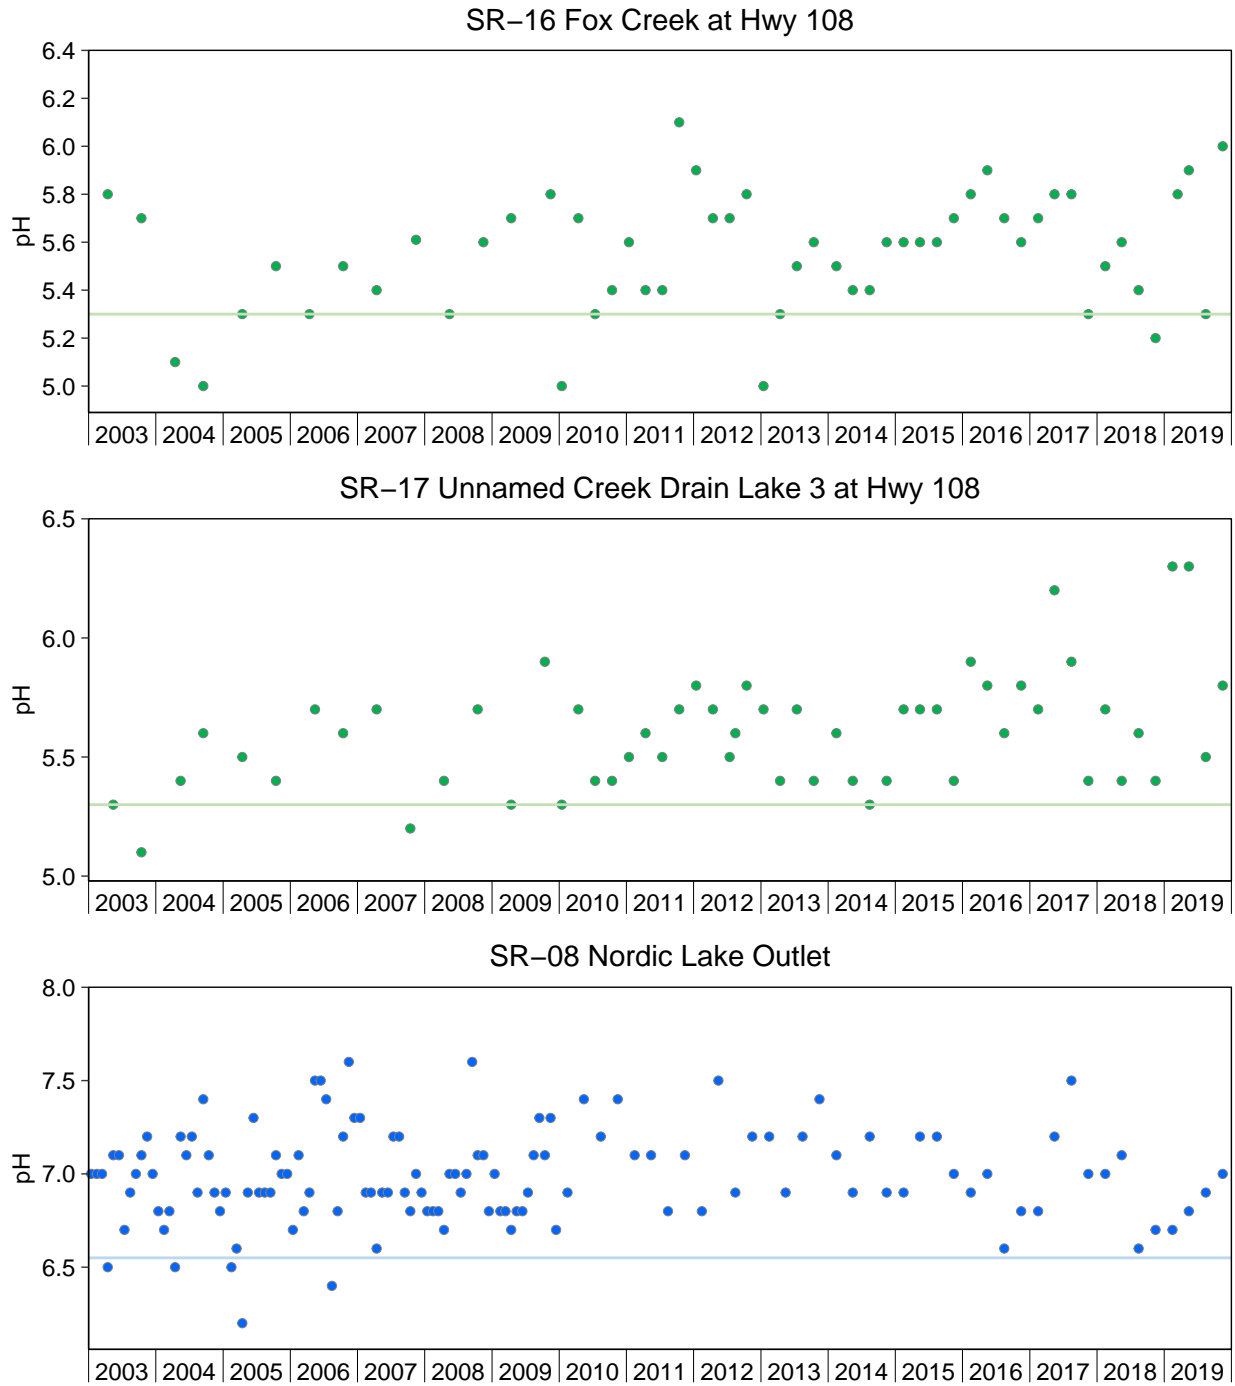 SR−16 Fox Creek at Hwy 108
6.4
6.2
6.0
5.8
5.6
5.4
5.2
5.0
pH
2003 2004 2005 2006 2007 2008 2009 2010 2011 2012 2013 2014 2015 2016 2017 2018 2019
SR−17 Unnamed Creek Drain Lake 3 at Hwy 108
6.5
6.0
5.5
5.0
pH
2003 2004 2005 2006 2007 2008 2009 2010 2011 2012 2013 2014 2015 2016 2017 2018 2019
SR−08 Nordic Lake Outlet
8.0
7.5
7.0
6.5
pH
2003 2004 2005 2006 2007 2008 2009 2010 2011 2012 2013 2014 2015 2016 2017 2018 2019